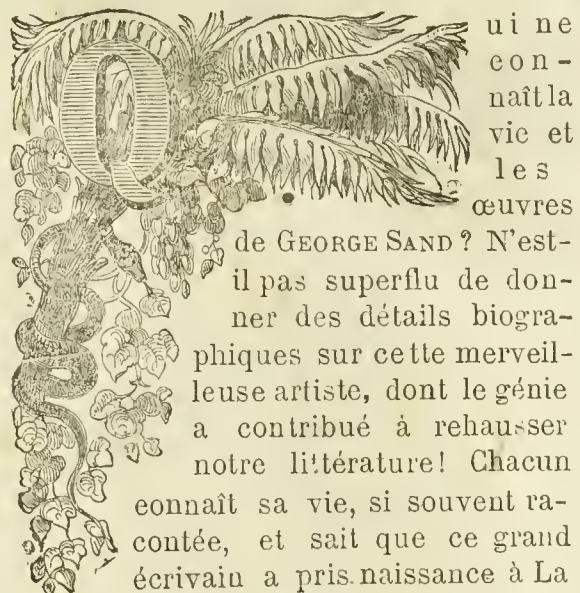 Qui ne
con-
naît la
vie et
les
œuvres
de GEORGE SAND ? N'est-
il pas superflu de don-
ner des détails biogra-
phiques sur cette merveil-
leuse artiste, dont le génie
a contribué à rehausser
notre littérature! Chacun
connaît sa vie, si souvent ra-
contée, et sait que ce grand
écrivain a pris naissance à La